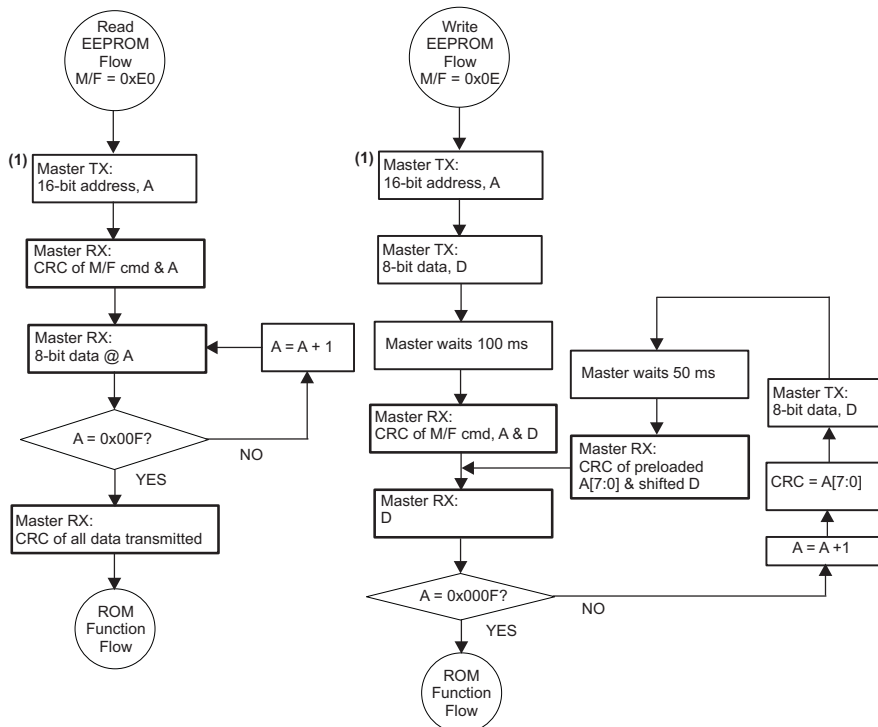 Read
EEPROM
Flow
M/F = 0xE0
(1)
Master TX:
16-bit address, A
Master RX:
CRC of M/F cmd & A
Master RX:
8-bit data @ A
A = A + 1
A = 0x00F?
NO
YES
Master RX:
CRC of all data transmitted
ROM
Function
Flow
Write
EEPROM
Flow
M/F = 0x0E
(1)
Master TX:
16-bit address, A
Master TX:
8-bit data, D
Master waits 100 ms
Master RX:
CRC of M/F cmd, A & D
Master RX:
D
A = 0x000F?
NO
YES
ROM
Function
Flow
Master waits 50 ms
Master RX:
CRC of preloaded
A[7:0] & shifted D
Master TX:
8-bit data, D
CRC = A[7:0]
A = A +1